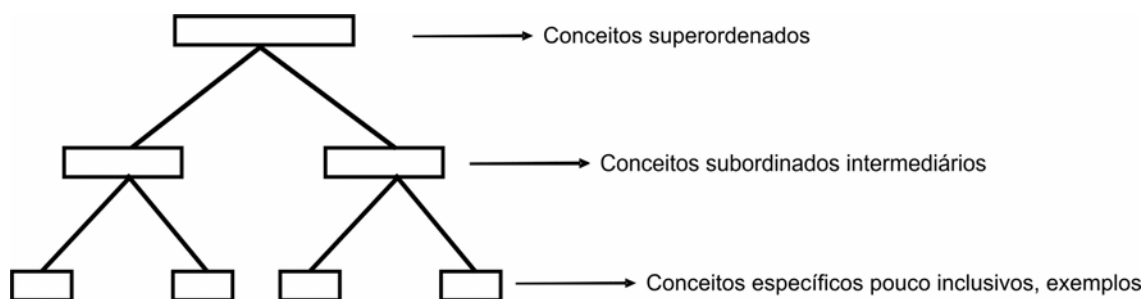 Conceitos superordenados
Conceitos subordinados intermediários
Conceitos específicos pouco inclusivos, exemplos